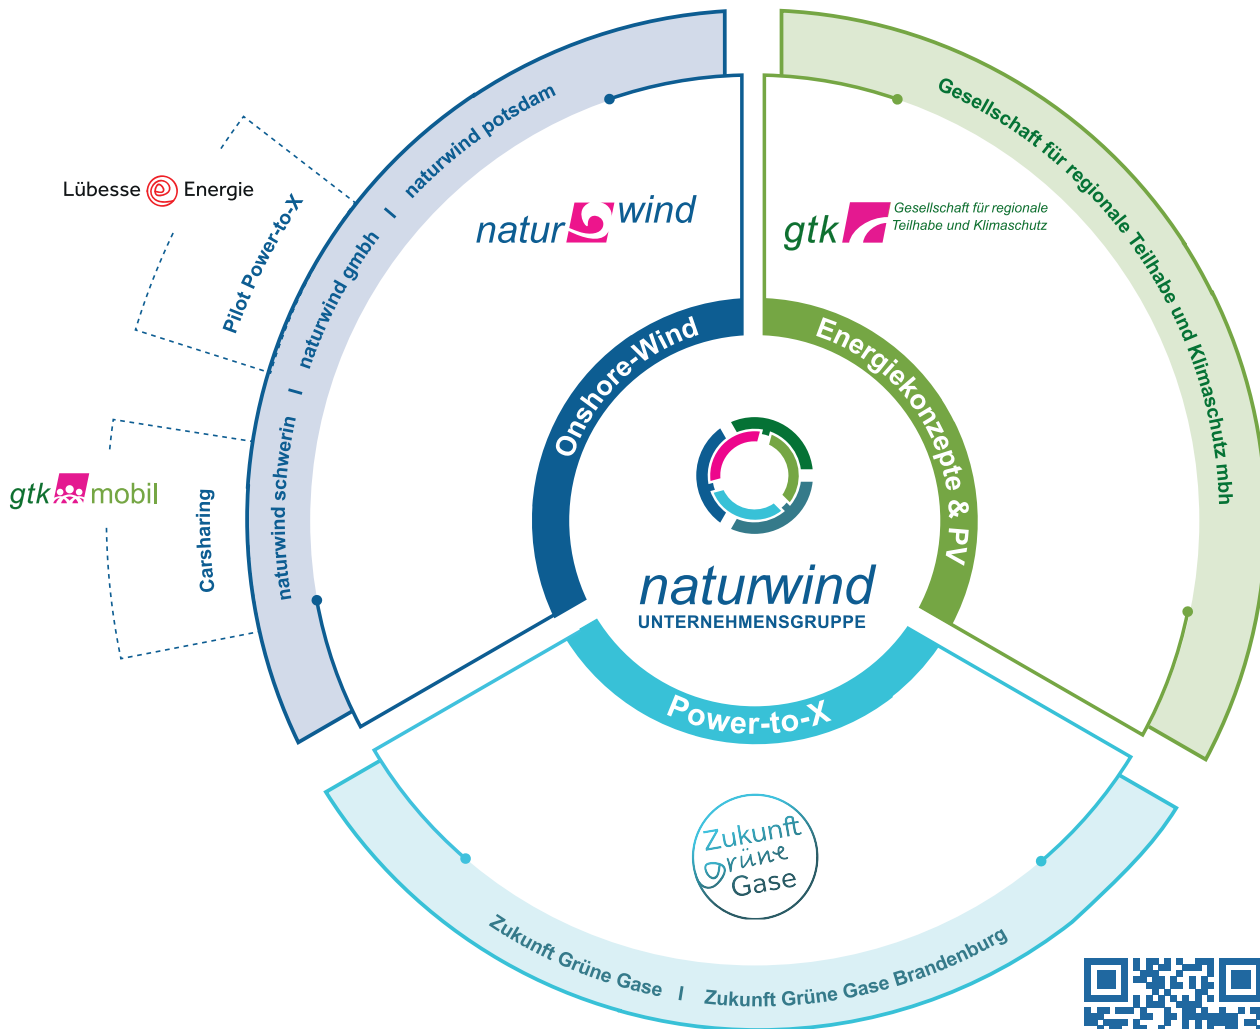 naturwind schwerin I naturwind gmbh I naturwind potsdam
Gesellschaft für regionale Teilhabe und Klimaschutz mbh
Lübesse Energie
Pilot Power-to-X
natur wind
gtk Gesellschaft für regionale
Teilhabe und Klimaschutz
Onshore-Wind
Energiekonzepte & PV
gtk mobil
Carsharing
naturwind
UNTERNEHMENSGRUPPE
Power-to-X
Zukunft
Grüne
Gase
Zukunft Grüne Gase I Zukunft Grüne Gase Brandenburg